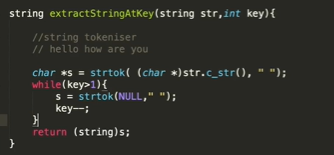 string extractStringAtKey(string str,int key){
//string tokeniser
// hello how are you
char *s = strtok( (char *)str.c_str(), " ");
while(key>1){
s = strtok(NULL," ");
key--;
}
return (string)s;
}